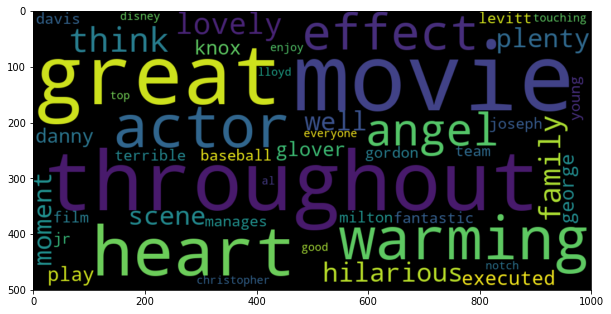 0
100
200
300
400
500
davis disney lovely effect levitt touching
think knox enjoy plenty
great lloyd movie young
top
actor well angel joseph
danny everyone family
terrible baseball glover gordon team george
throughout
moment al
film scene manages milton fantastic
jr heart good warming notch
play christopher hilarious executed
0 200 400 600 800 1000